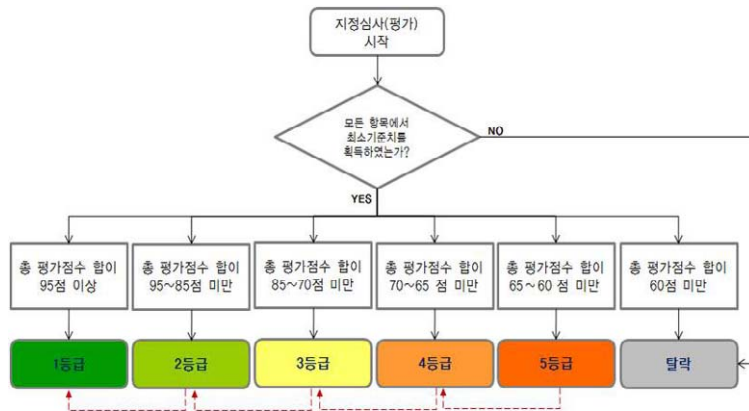 지정심사(평가)
시작
모든 항목에서
최소기준치를
획득하였는가?
NO
YES
총 평가점수 합이
95점 이상
총 평가점수 합이
95~85점 미만
총 평가점수 합이
85~70점 미만
총 평가점수 합이
70~65 점 미만
총 평가점수 합이
65~60 점 미만
총 평가점수 합이
60점 미만
1등급
2등급
3등급
4등급
5등급
탈락